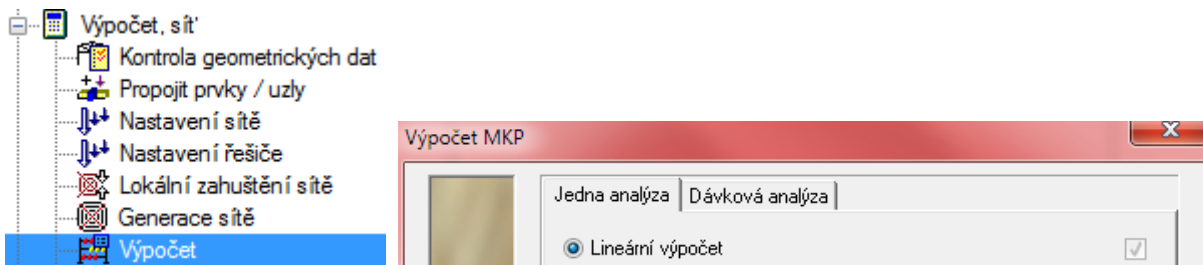 Výpočet, síť
Kontrola geometrických dat
Propojit prvky / uzly
Nastavení sítě
Nastavení řešiče
Lokální zahuštění sítě
Generace sítě
Výpočet
Výpočet MKP
Jedna analýza
Dávková analýza
Lineární výpočet